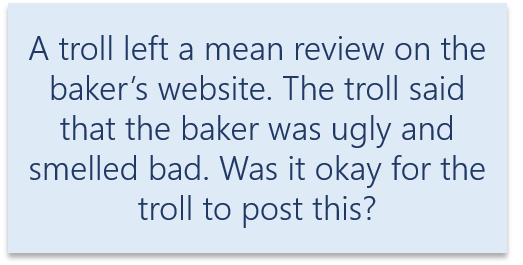 A troll left a mean review on the
baker’s website. The troll said
that the baker was ugly and
smelled bad. Was it okay for the
troll to post this?